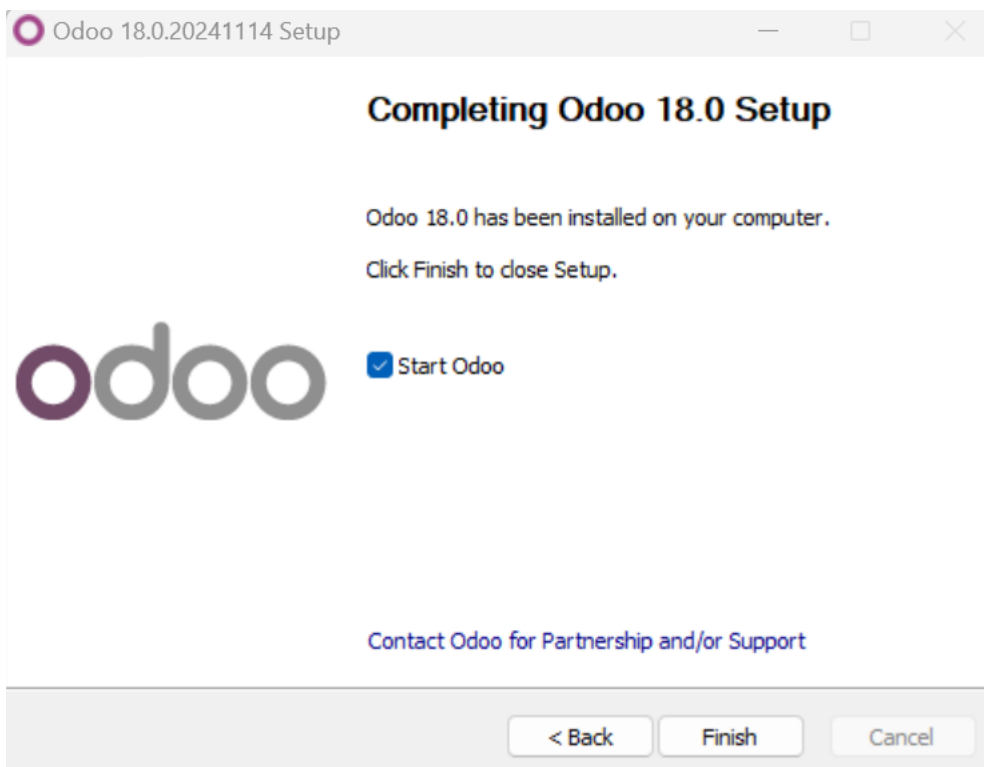 Odoo 18.0.20241114 Setup
Completing Odoo 18.0 Setup
Odoo 18.0 has been installed on your computer.
Click Finish to close Setup.
odoo
Start Odoo
Contact Odoo for Partnership and/or Support
< Back
Finish
Cancel